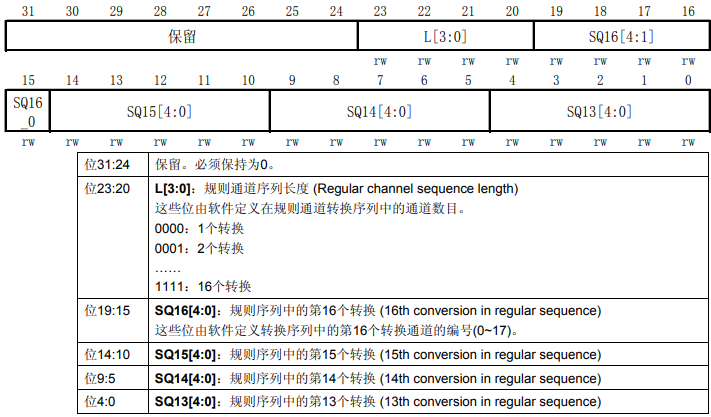 31 30 29 28 27 26 25 24 23 22 21 20 19 18 17 16
保留 L[3:0] SQ16[4:1]
rw rw rw rw rw rw rw rw
15 14 13 12 11 10 9 8 7 6 5 4 3 2 1 0
SQ16
_0 SQ15[4:0] SQ14[4:0] SQ13[4:0]
rw rw rw rw rw rw rw rw rw rw rw rw rw rw rw rw
位31:24 保留。必须保持为0。
位23:20 L[3:0]：规则通道序列长度 (Regular channel sequence length)
这些位由软件定义在规则通道转换序列中的通道数目。
0000：1个转换
0001：2个转换
……
1111：16个转换
位19:15 SQ16[4:0]：规则序列中的第16个转换 (16th conversion in regular sequence)
这些位由软件定义转换序列中的第16个转换通道的编号(0~17)。
位14:10 SQ15[4:0]：规则序列中的第15个转换 (15th conversion in regular sequence)
位9:5 SQ14[4:0]：规则序列中的第14个转换 (14th conversion in regular sequence)
位4:0 SQ13[4:0]：规则序列中的第13个转换 (13th conversion in regular sequence)